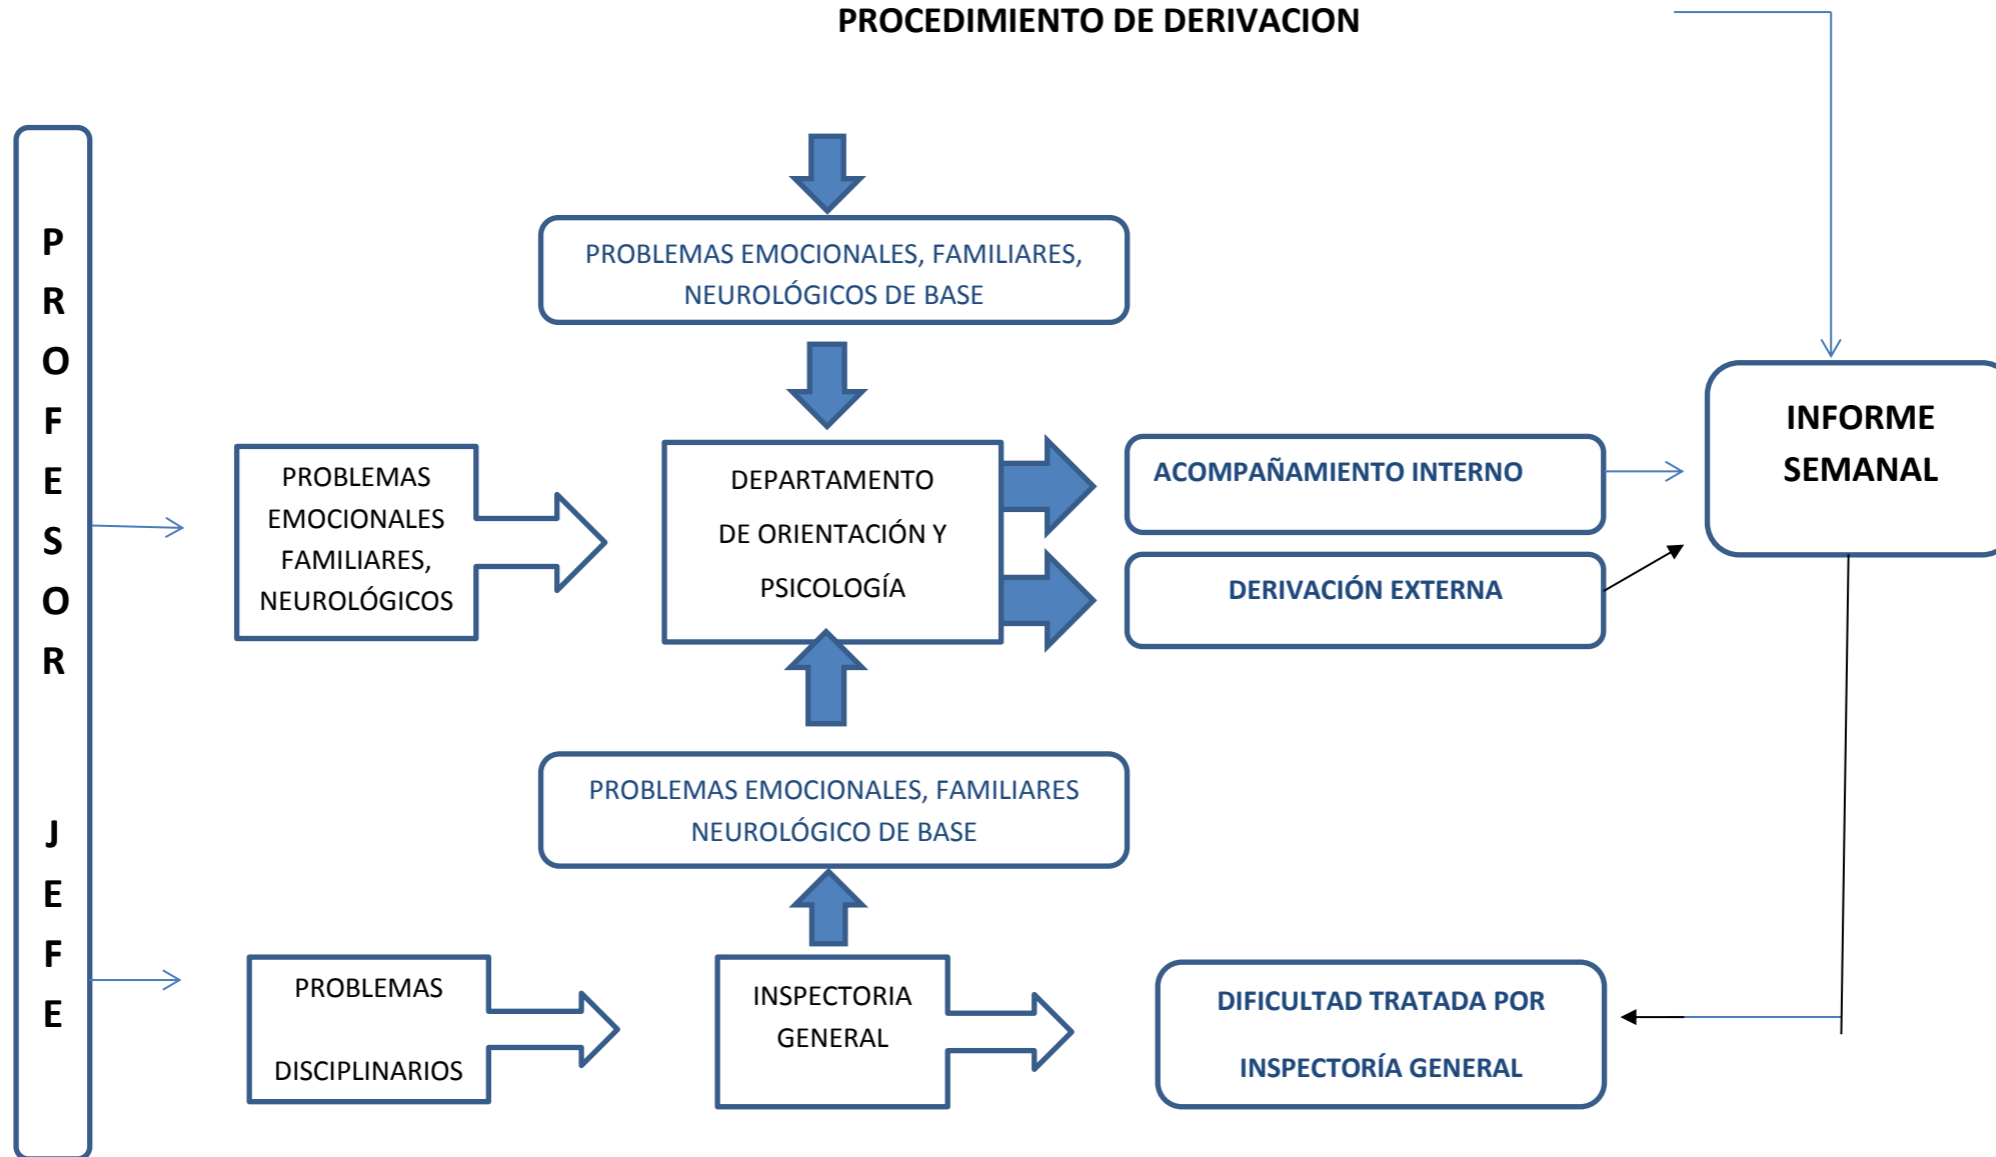 PROCEDIMIENTO DE DERIVACION
PROFESOR JEFE
PROBLEMAS EMOCIONALES, FAMILIARES,
NEUROLÓGICOS DE BASE
PROBLEMAS
EMOCIONALES
FAMILIARES,
NEUROLÓGICOS
DEPARTAMENTO
DE ORIENTACIÓN Y
PSICOLOGÍA
ACOMPAÑAMIENTO INTERNO
DERIVACIÓN EXTERNA
INFORME
SEMANAL
PROBLEMAS EMOCIONALES, FAMILIARES
NEUROLÓGICO DE BASE
PROBLEMAS
DISCIPLINARIOS
INSPECTORIA
GENERAL
DIFICULTAD TRATADA POR
INSPECTORÍA GENERAL